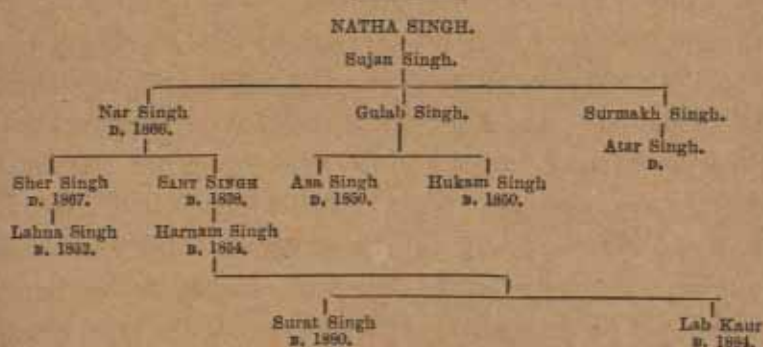 NATHA SINGH.
Sujan Singh.
Nar Singh Gulab Singh. Surmakh Singh.
D. 1866.
Atar Singh.
D.
Sher Singh SANT SINGH Asa Singh Hukam Singh
D. 1867. B. 1838. D. 1850. B. 1850.
Lahna Singh Harnam Singh
B. 1852. B. 1854.
Surat Singh Lab Kaur
B. 1880. B. 1884.